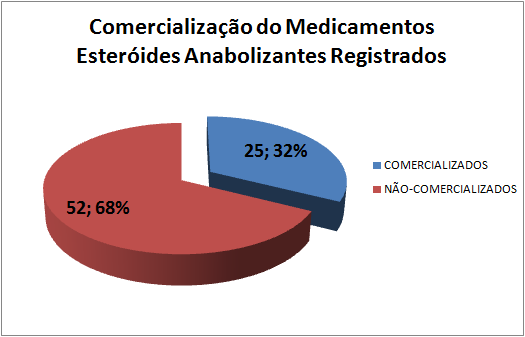 Comercialização do Medicamentos
Esteróides Anabolizantes Registrados
25; 32%
COMERCIALIZADOS
NÃO-COMERCIALIZADOS
52; 68%